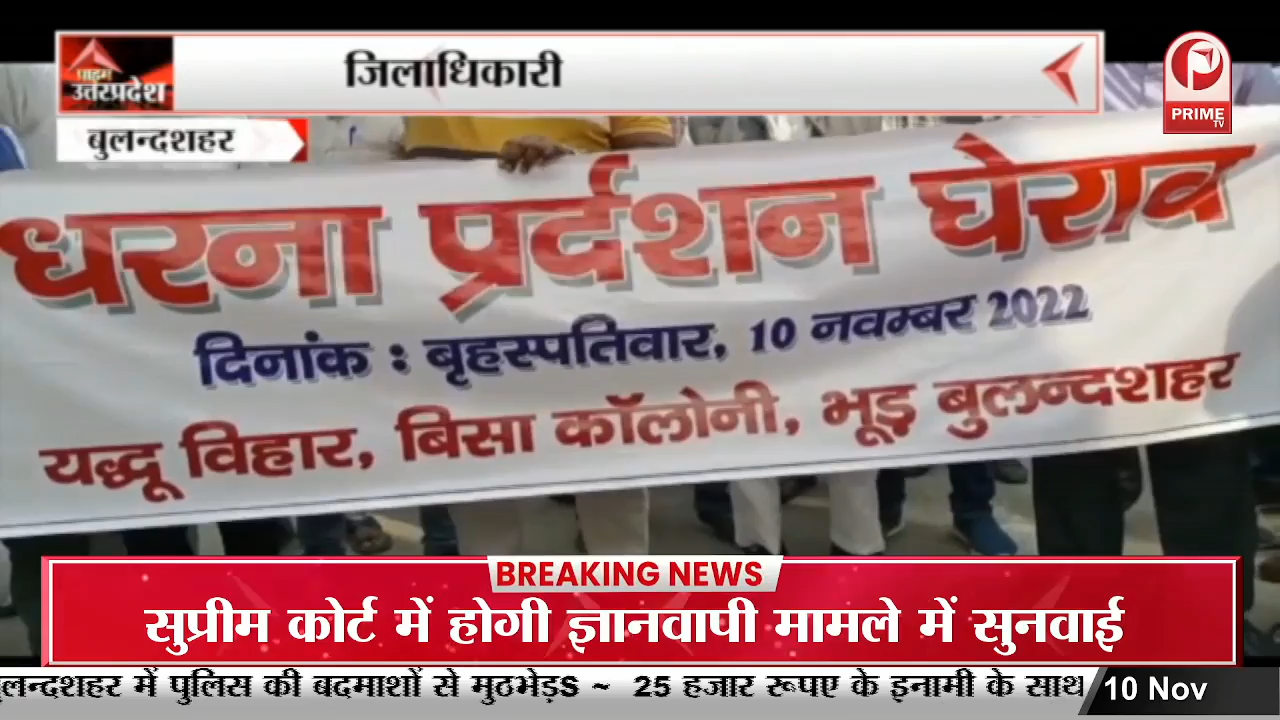 जिलाधिकारी
प्राइम
उत्तरप्रदेश
PRIME
TV
बुलन्दशहर
धरना प्रर्दशन घेराव
दिनांक : बृहस्पतिवार, 10 नवम्बर 2022
यद्धू विहार, बिसा कॉलोनी, भूड़ बुलन्दशहर
BREAKING NEWS
सुप्रीम कोर्ट में होगी ज्ञानवापी मामले में सुनवाई
लन्दशहर में पुलिस की बदमाशों से मुठभेड़S ~ 25 हजार रूपए के इनामी के साथ
10 Nov